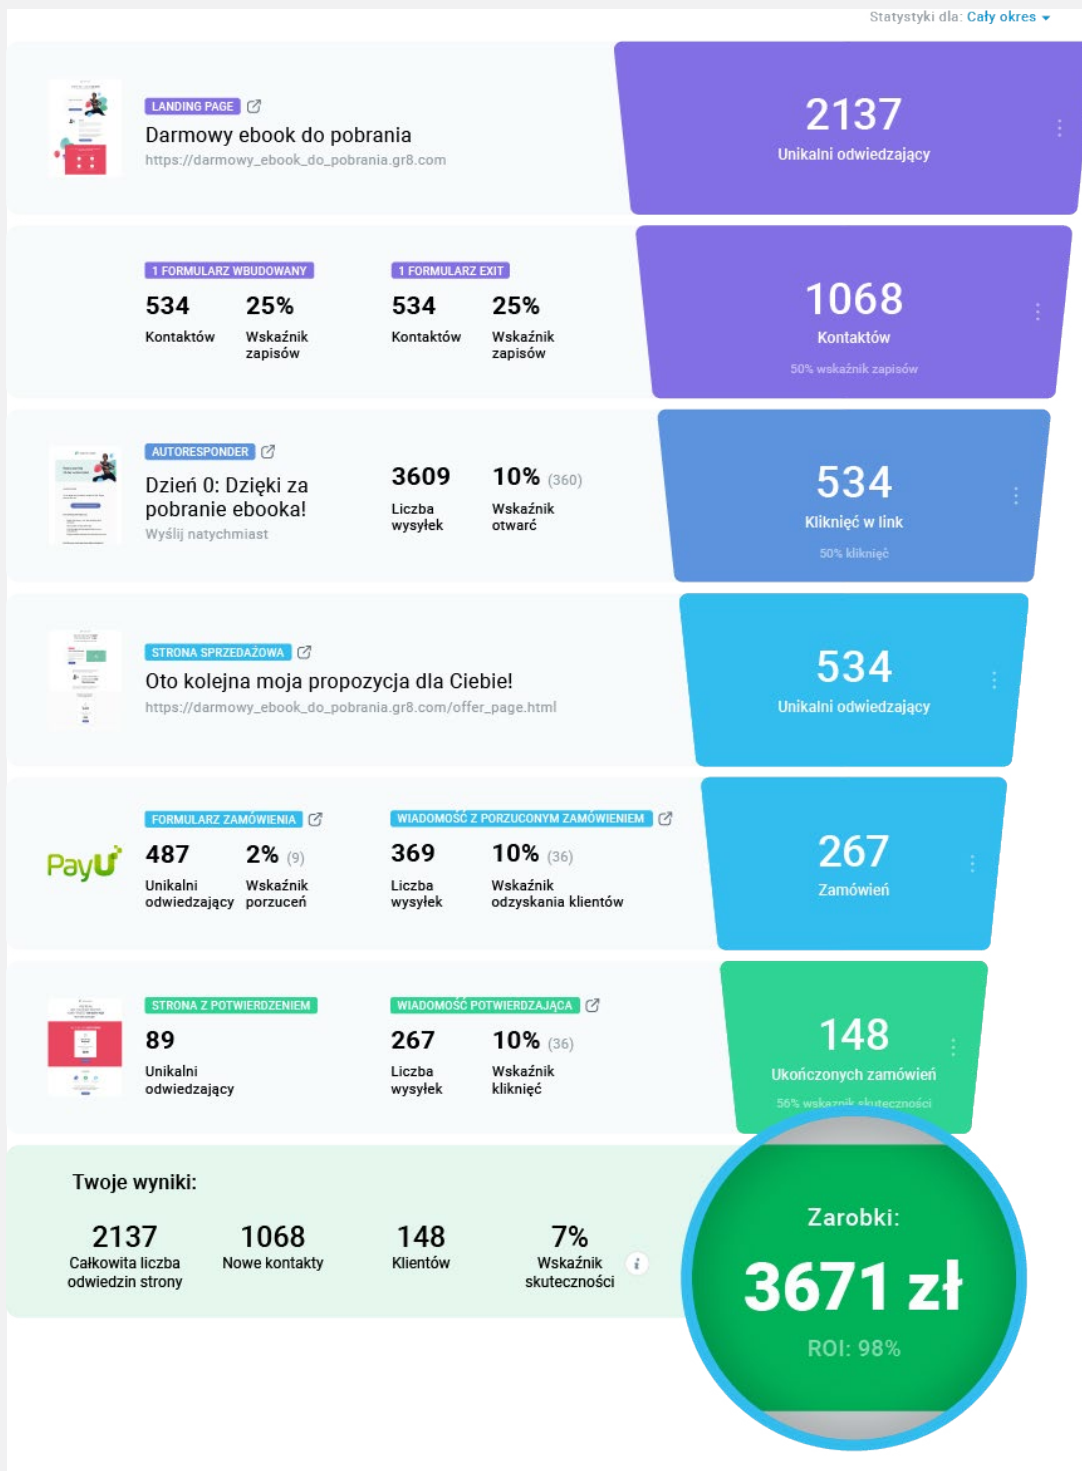 Statystyki dla: Cały okres
LANDING PAGE
Darmowy ebook do pobrania
https://darmowy_ebook_do_pobrania.gr8.com
2137
Unikalni odwiedzający
1 FORMULARZ WBUDOWANY
534
25%
Kontaktów
Wskaźnik
zapisów
1 FORMULARZ EXIT
534
25%
Kontaktów
Wskaźnik
zapisów
1068
Kontaktów
50% wskaźnik zapisów
AUTORESPONDER
Dzień 0: Dzięki za
pobranie ebooka!
Wyślij natychmiast
3609
10% (360)
Liczba
wysyłek
Wskaźnik
otwarć
534
Kliknięć w link
50% kliknięć
STRONA SPRZEDAŻOWA
Oto kolejna moja propozycja dla Ciebie!
https://darmowy_ebook_do_pobrania.gr8.com/offer_page.html
534
Unikalni odwiedzający
PayU
FORMULARZ ZAMÓWIENIA
487
2% (9)
Unikalni
odwiedzający
Wskaźnik
porzuceń
WIADOMOŚĆ Z PORZUCONYM ZAMÓWIENIEM
369
10% (36)
Liczba
wysyłek
Wskaźnik
odzyskania klientów
267
Zamówień
STRONA Z POTWIERDZENIEM
89
Unikalni
odwiedzający
WIADOMOŚĆ POTWIERDZAJĄCA
267
10% (36)
Liczba
wysyłek
Wskaźnik
kliknięć
148
Ukończonych zamówień
56% wskaźnik skuteczności
Twoje wyniki:
2137
Całkowita liczba
odwiedzin strony
1068
Nowe kontakty
148
Klientów
7%
Wskaźnik
skuteczności
i
Zarobki:
3671 zł
ROI: 98%